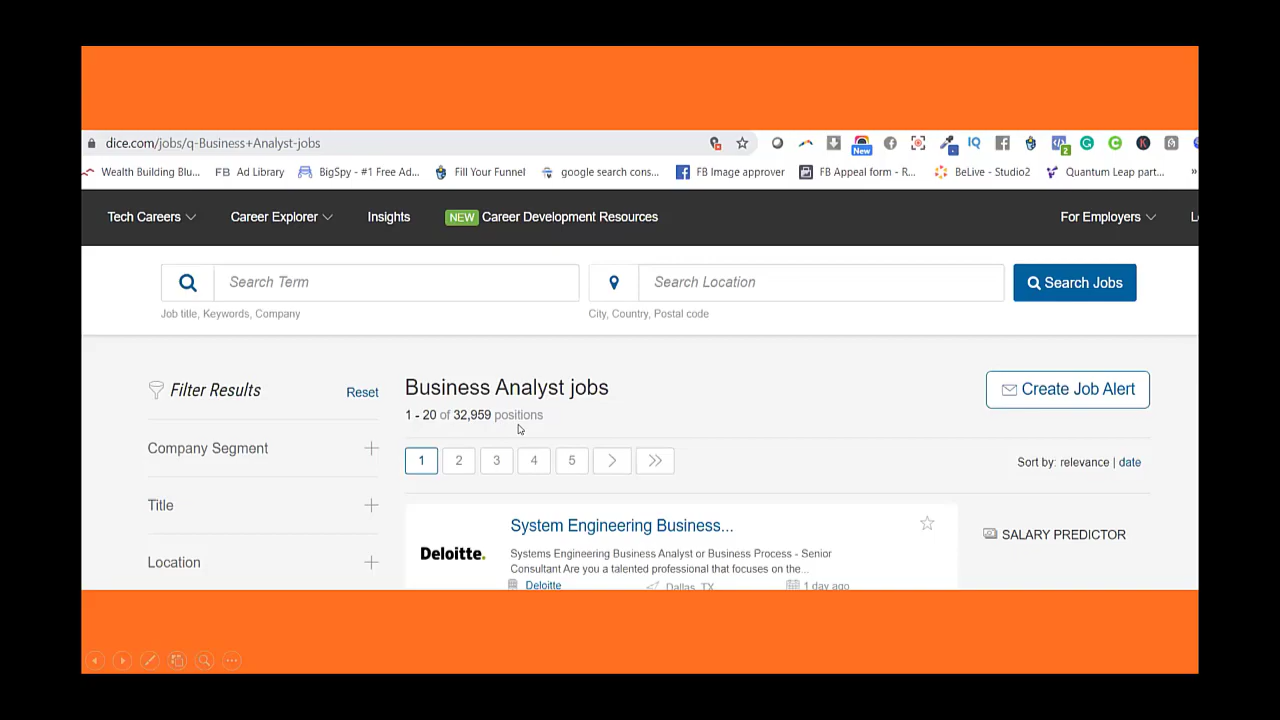 dice.com/jobs/q-Business+Analyst-jobs
New
IQ
2
Wealth Building Blu...
FB Ad Library
BigSpy - #1 Free Ad...
Fill Your Funnel
google search cons...
FB Image approver
FB Appeal form - R...
BeLive - Studio2
Quantum Leap part...
»
Tech Careers
Career Explorer
Insights
NEW Career Development Resources
For Employers
Search Term
Search Location
Search Jobs
Job title, Keywords, Company
City, Country, Postal code
Filter Results
Reset
Business Analyst jobs
Create Job Alert
1 - 20 of 32,959 positions
Company Segment
1 2 3 4 5
Sort by: relevance | date
Title
Location
System Engineering Business...
SALARY PREDICTOR
Deloitte.
Systems Engineering Business Analyst or Business Process - Senior
Consultant Are you a talented professional that focuses on the...
Deloitte
Dallas, TX
1 day ago